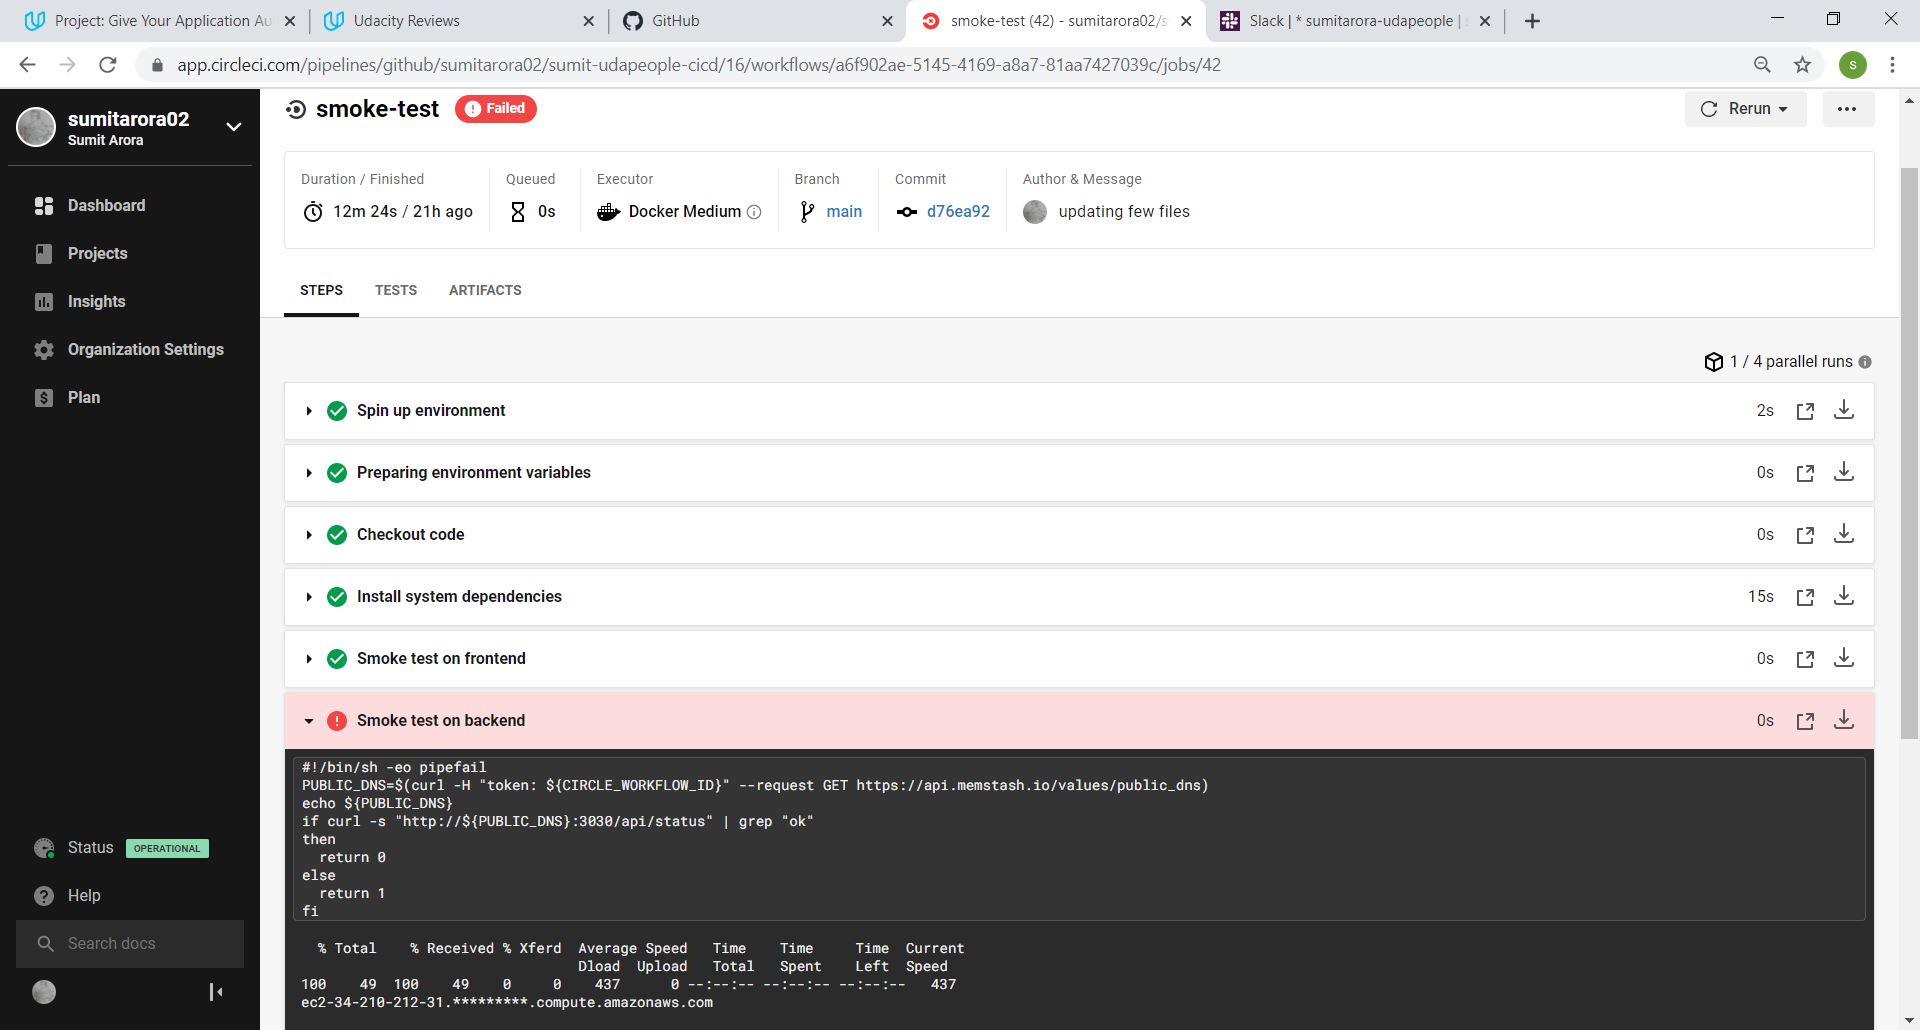 Project: Give Your Application Au
Udacity Reviews
GitHub
smoke-test (42) - sumitarora02/s
Slack | * sumitarora-udapeople |
app.circleci.com/pipelines/github/sumitarora02/sumit-udapeople-cicd/16/workflows/a6f902ae-5145-4169-a8a7-81aa7427039c/jobs/42
s
sumitarora02
Sumit Arora
Dashboard
Projects
Insights
Organization Settings
Plan
Status OPERATIONAL
Help
Search docs
smoke-test Failed
Rerun
Duration / Finished
12m 24s / 21h ago
Queued
0s
Executor
Docker Medium
Branch
main
Commit
d76ea92
Author & Message
updating few files
STEPS TESTS ARTIFACTS
1 / 4 parallel runs
Spin up environment 2s
Preparing environment variables 0s
Checkout code 0s
Install system dependencies 15s
Smoke test on frontend 0s
Smoke test on backend 0s
#!/bin/sh -eo pipefail
PUBLIC_DNS=$(curl -H "token: ${CIRCLE_WORKFLOW_ID}" --request GET https://api.memstash.io/values/public_dns)
echo ${PUBLIC_DNS}
if curl -s "http://${PUBLIC_DNS}:3030/api/status" | grep "ok"
then
return 0
else
return 1
fi
% Total % Received % Xferd Average Speed Time Time Time Current
Dload Upload Total Spent Left Speed
100 49 100 49 0 0 437 0 --:--:-- --:--:-- --:--:-- 437
ec2-34-210-212-31.*********.compute.amazonaws.com